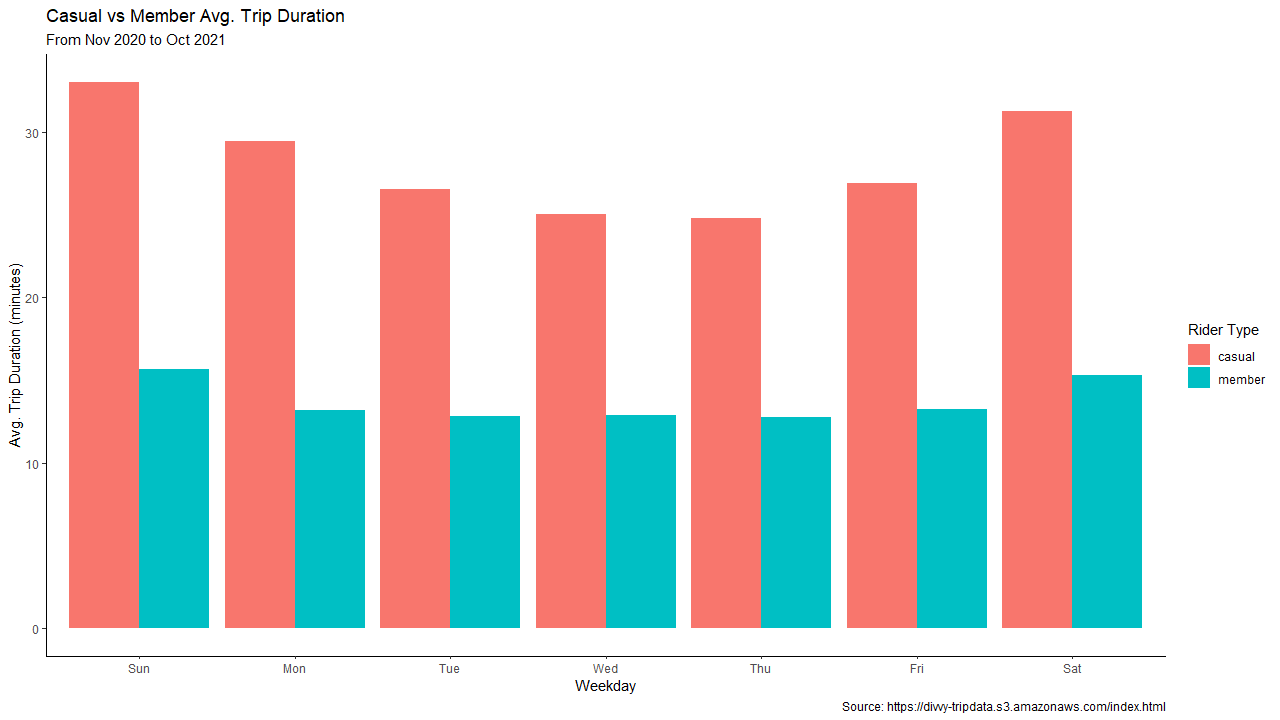 Casual vs Member Avg. Trip Duration
From Nov 2020 to Oct 2021
Avg. Trip Duration (minutes)
30
20
10
0
Sun Mon Tue Wed Thu Fri Sat
Weekday
Rider Type
casual
member
Source: https://divvy-tripdata.s3.amazonaws.com/index.html